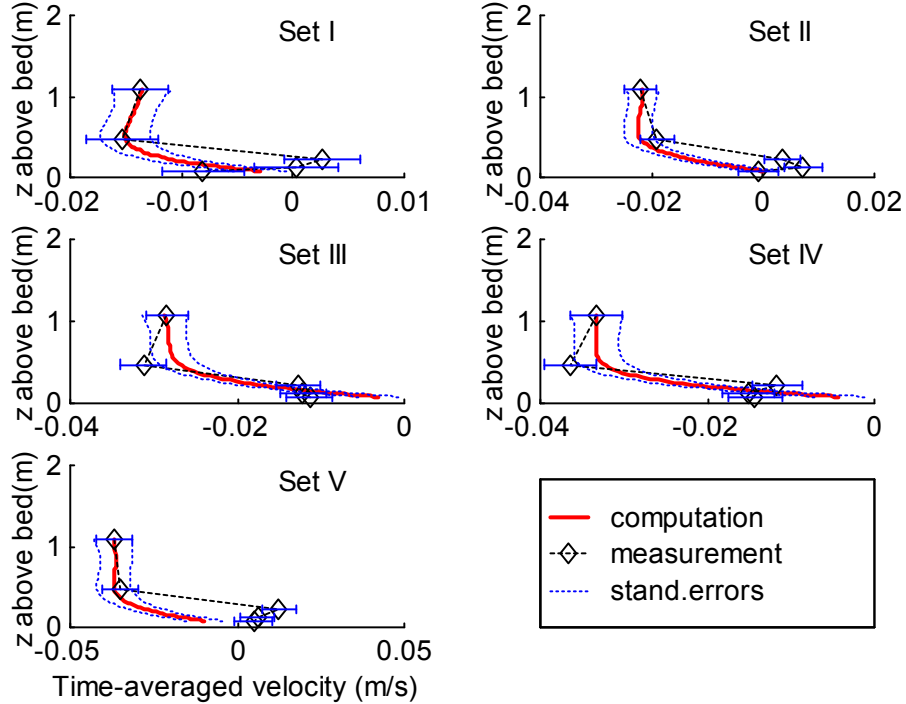 Set I
z above bed(m)
2
1
0
-0.02 -0.01 0 0.01
Set II
z above bed(m)
2
1
0
-0.04 -0.02 0 0.02
Set III
z above bed(m)
2
1
0
-0.04 -0.02 0
Set IV
z above bed(m)
2
1
0
-0.04 -0.02 0
Set V
z above bed(m)
2
1
0
-0.05 0 0.05
Time-averaged velocity (m/s)
computation
measurement
stand.errors